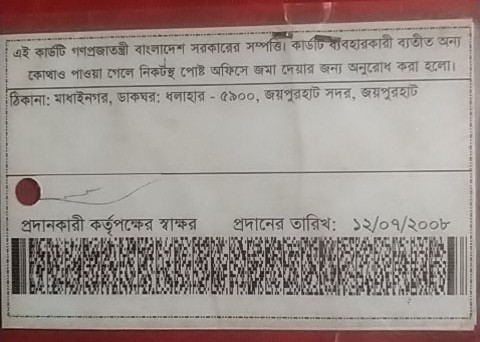 এই কার্ডটি গণপ্রজাতন্ত্রী বাংলাদেশ সরকারের সম্পত্তি। কার্ডটি ব্যবহারকারী ব্যতীত অন্য
কোথাও পাওয়া গেলে নিকটস্থ পোষ্ট অফিসে জমা দেয়ার জন্য অনুরোধ করা হলো।
ঠিকানা: মাধাইনগর, ডাকঘর: ধলাহার - ৫৯০০, জয়পুরহাট সদর, জয়পুরহাট
প্রদানকারী কর্তৃপক্ষের স্বাক্ষর প্রদানের তারিখ: ১২/০৭/২০০৮